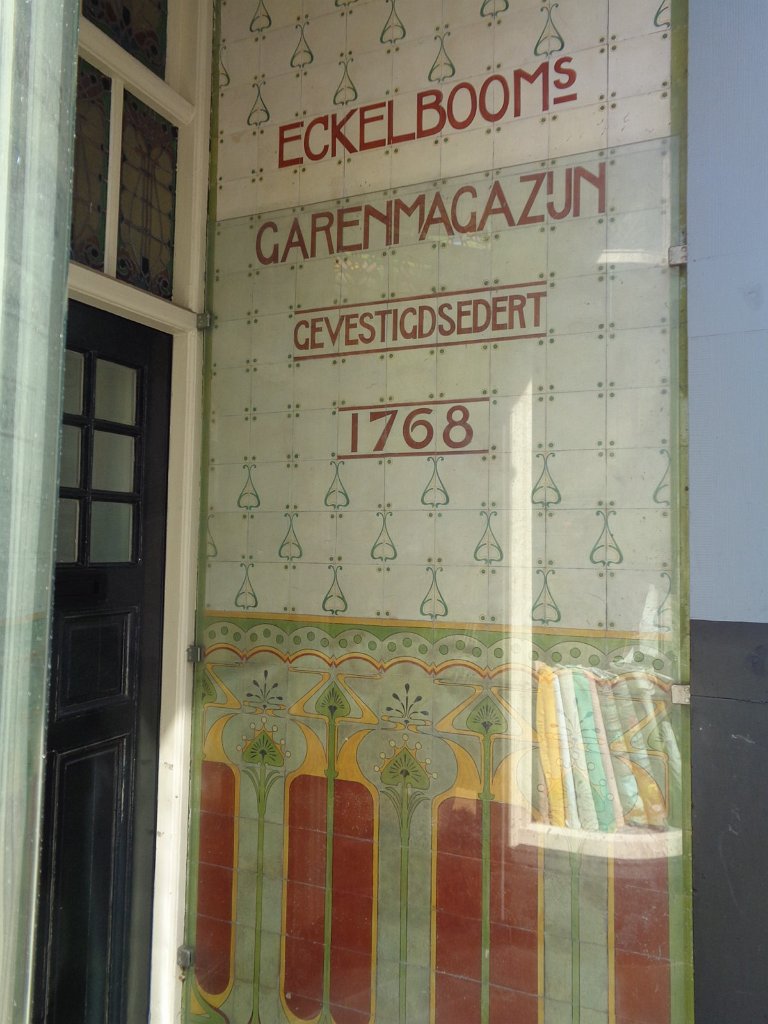 ECKELBOOMs
GARENMAGAZIJN
GEVESTIGDSEDERT
1768